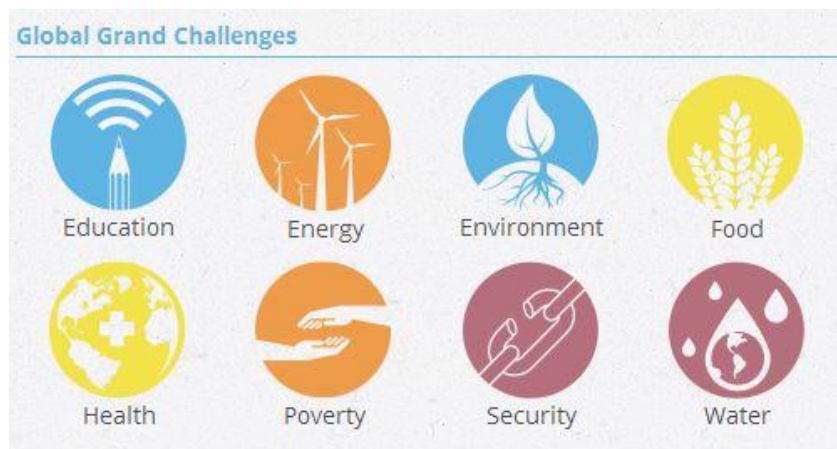 Global Grand Challenges
Education
Energy
Environment
Food
Health
Poverty
Security
Water